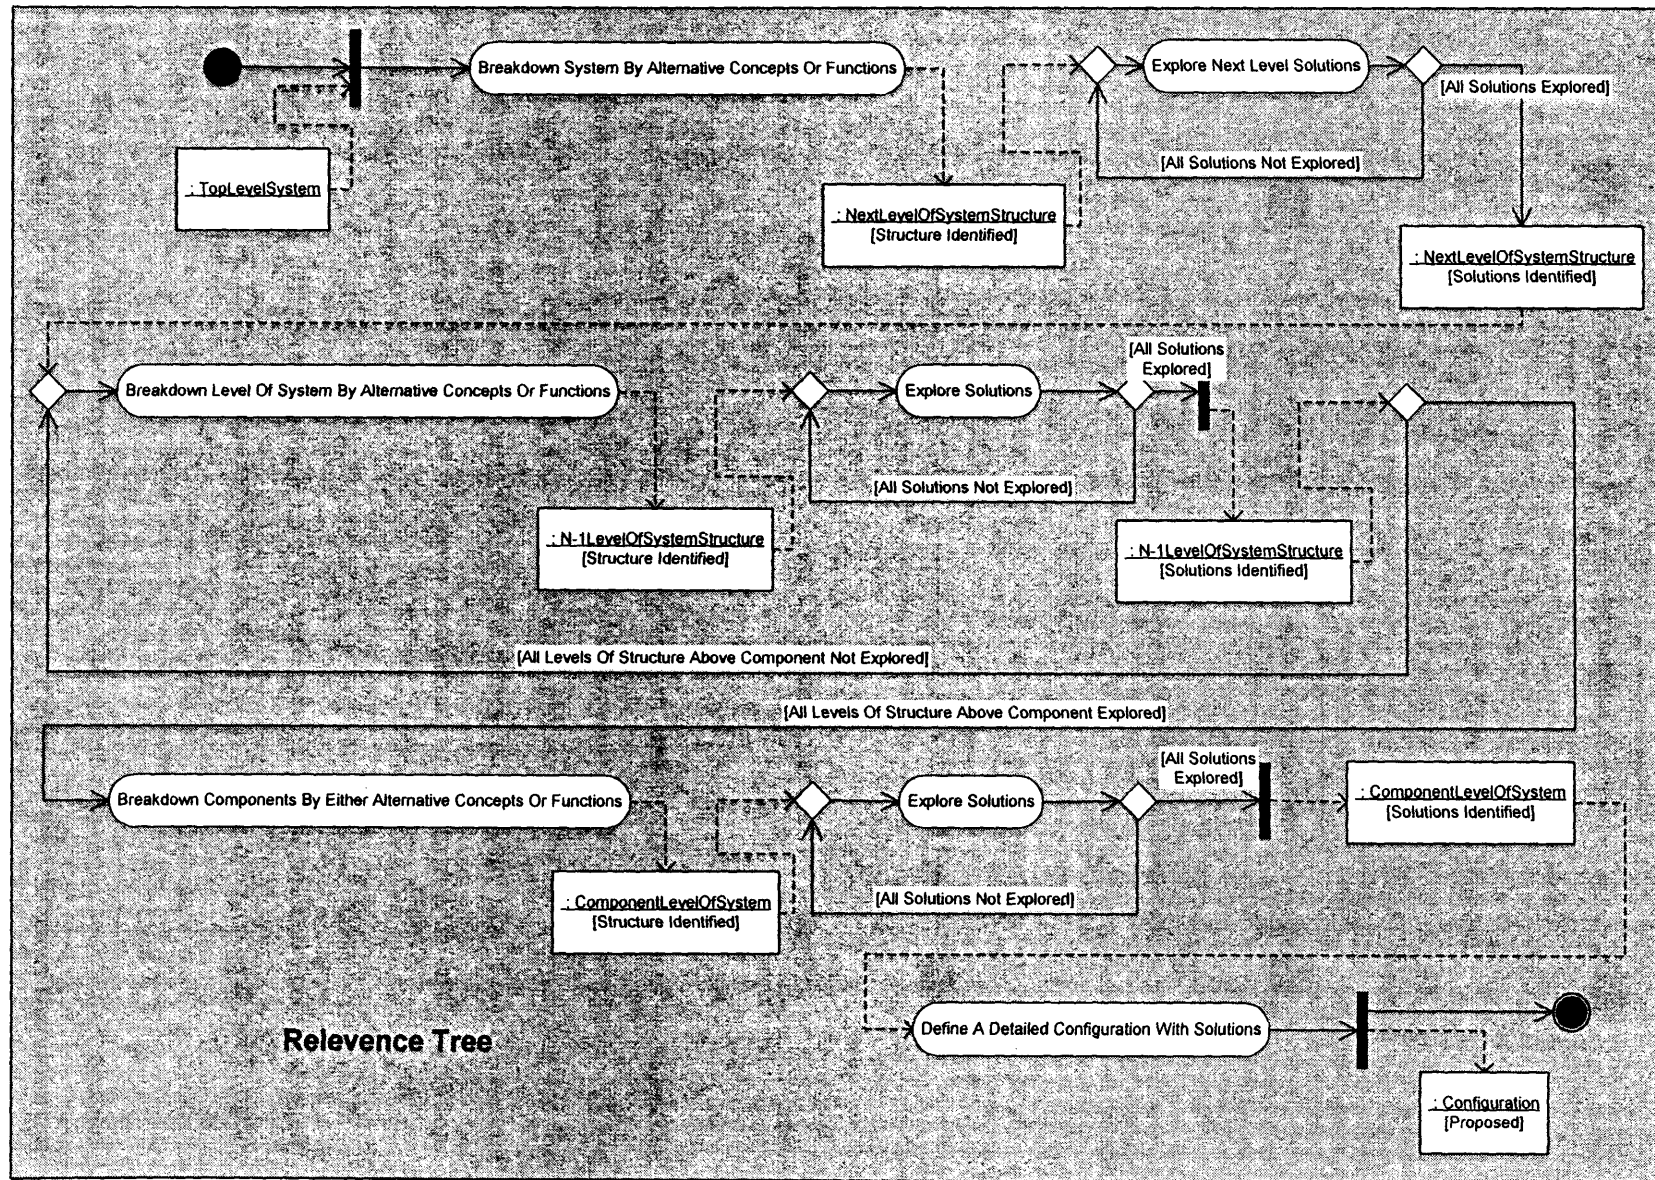 Breakdown System By Alternative Concepts Or Functions
Explore Next Level Solutions
[All Solutions Explored]
[All Solutions Not Explored]
: TopLevelSystem
: NextLevelOfSystemStructure
[Structure Identified]
: NextLevelOfSystemStructure
[Solutions Identified]
[All Solutions
Explored]
Breakdown Level Of System By Alternative Concepts Or Functions
Explore Solutions
[All Solutions Not Explored]
: N-1LevelOfSystemStructure
[Structure Identified]
: N-1LevelOfSystemStructure
[Solutions Identified]
[All Levels Of Structure Above Component Not Explored]
[All Levels Of Structure Above Component Explored]
[All Solutions
Explored]
Breakdown Components By Either Alternative Concepts Or Functions
Explore Solutions
: ComponentLevelOfSystem
[Solutions Identified]
[All Solutions Not Explored]
: ComponentLevelOfSystem
[Structure Identified]
Define A Detailed Configuration With Solutions
Relevence Tree
: Configuration
[Proposed]